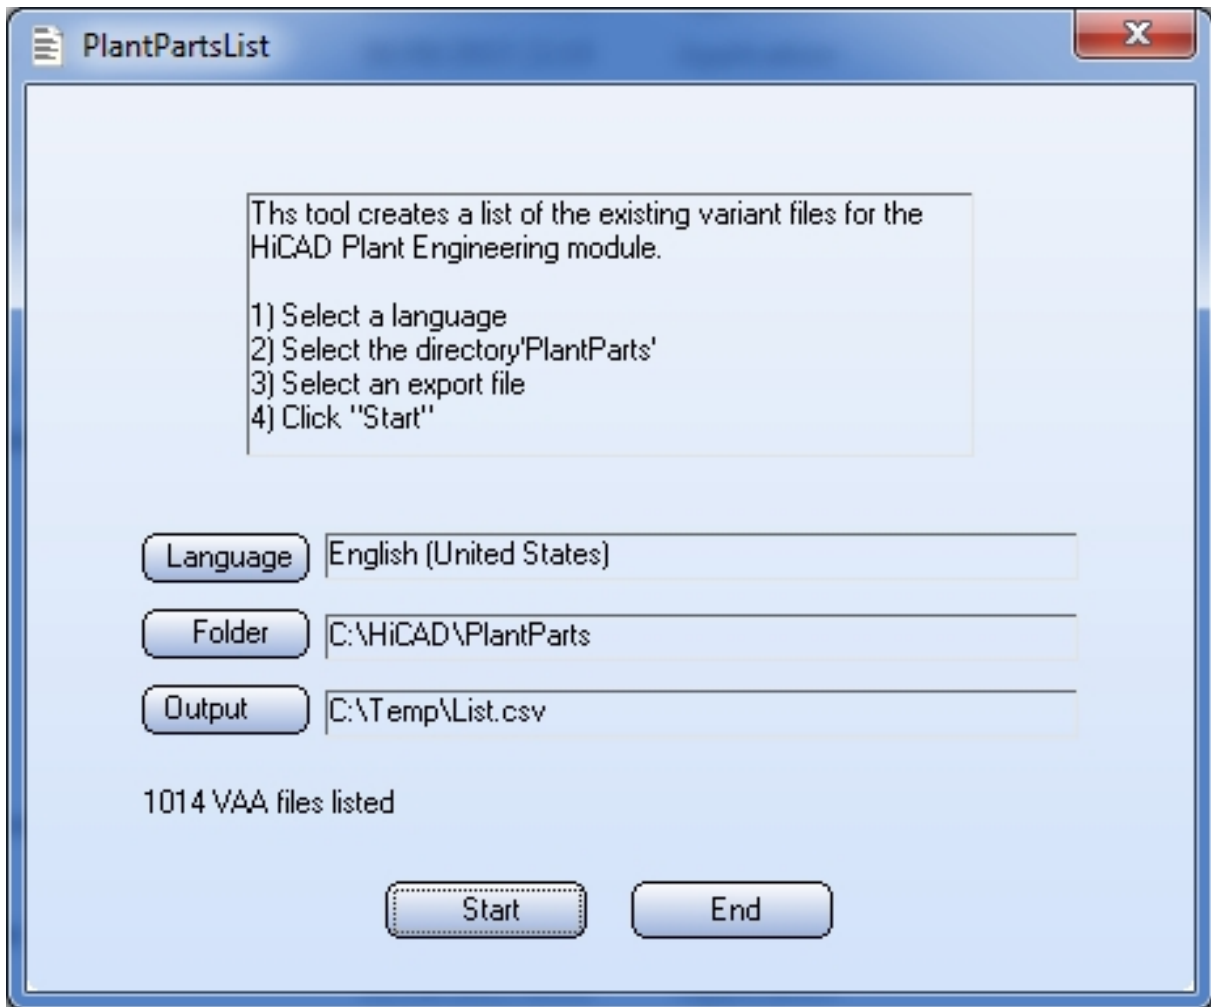 PlantPartsList
Ths tool creates a list of the existing variant files for the
HiCAD Plant Engineering module.
1) Select a language
2) Select the directory'PlantParts'
3) Select an export file
4) Click "Start"
Language English (United States)
Folder C:\HiCAD\PlantParts
Output C:\Temp\List.csv
1014 VAA files listed
Start End